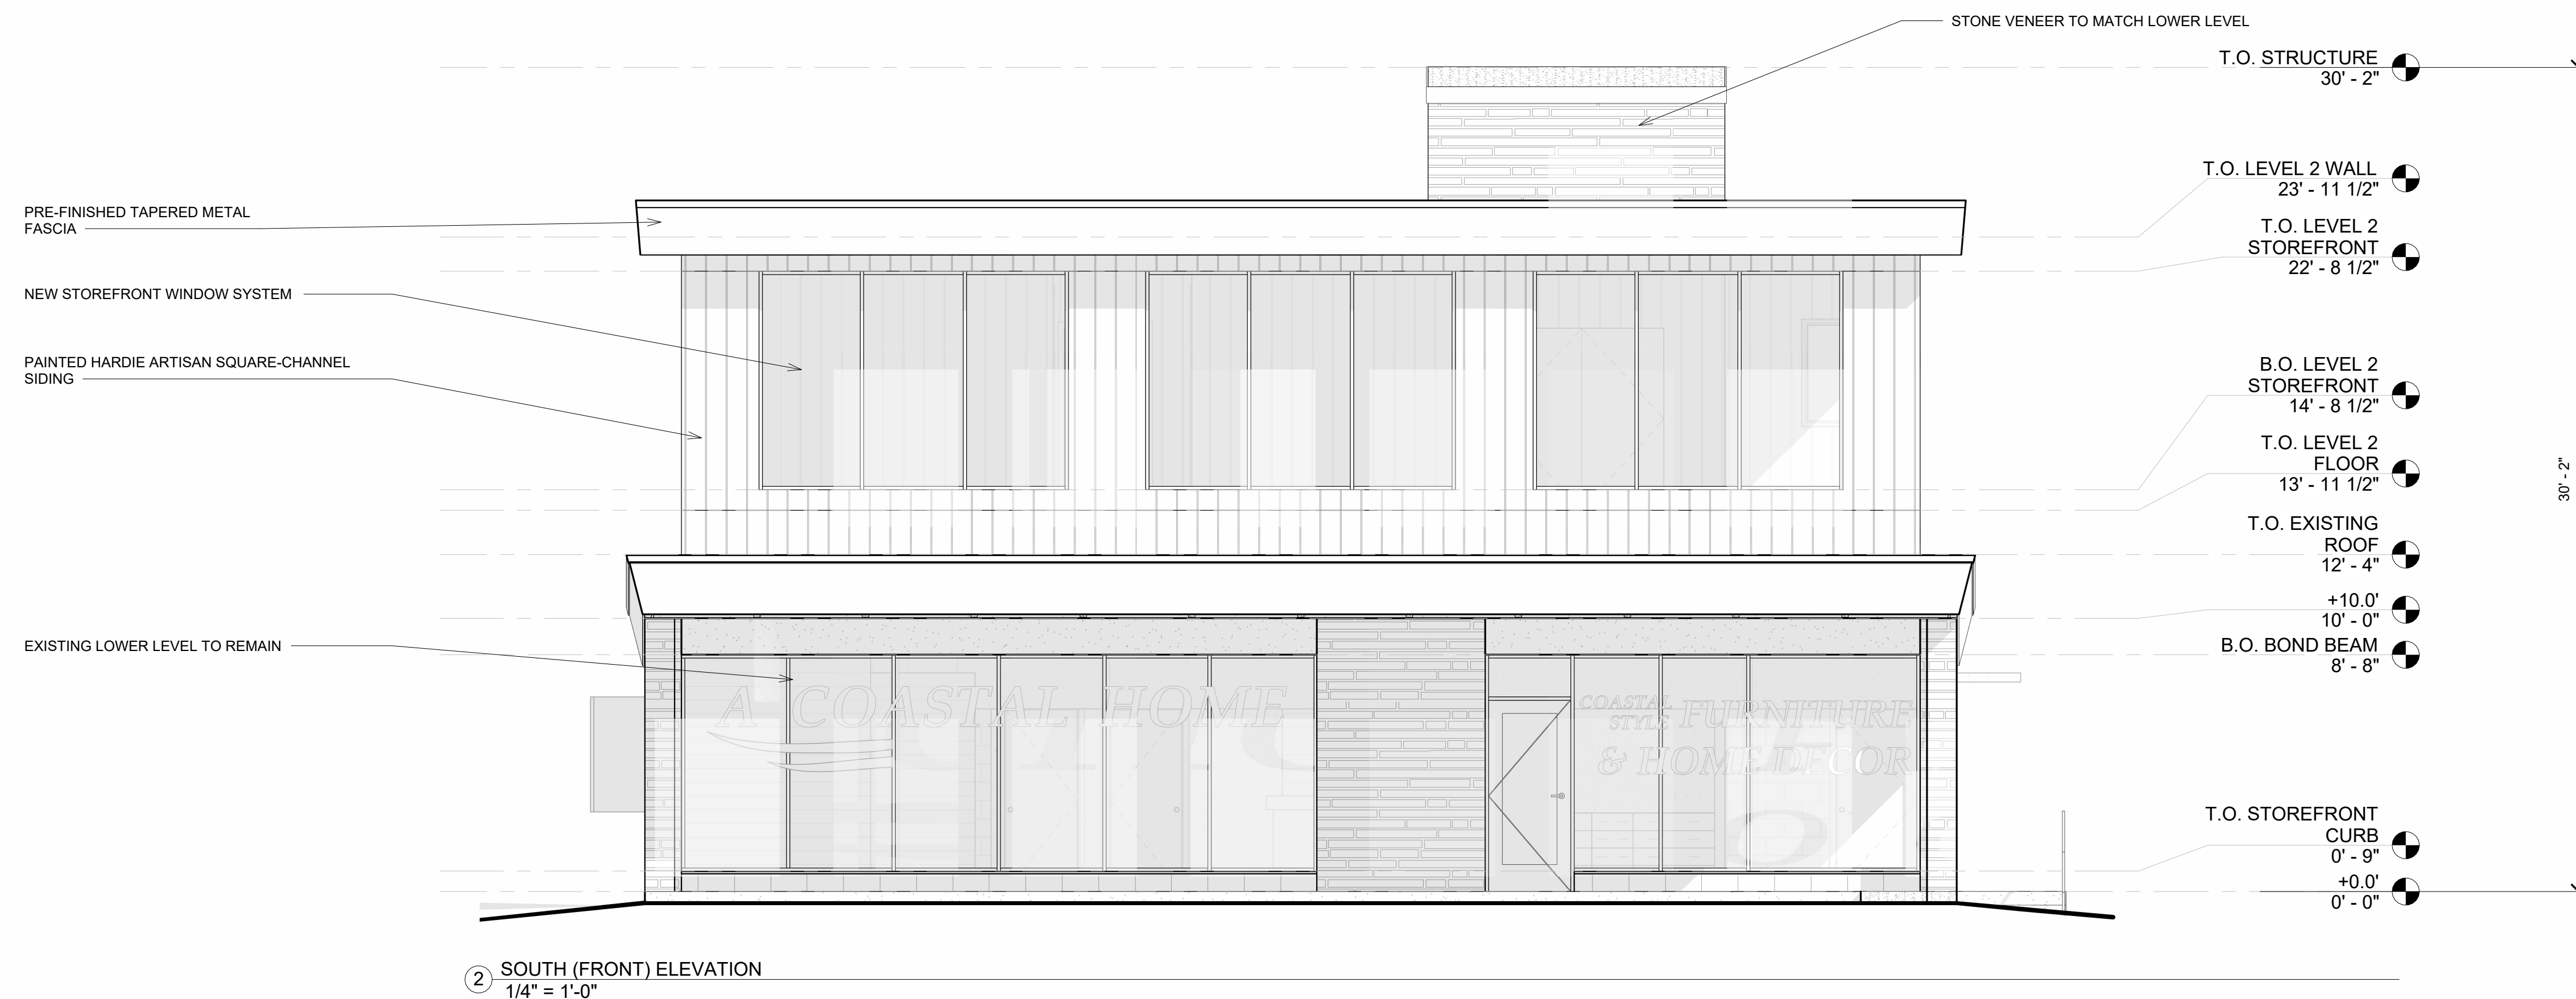 STONE VENEER TO MATCH LOWER LEVEL
T.O. STRUCTURE
30' - 2"
T.O. LEVEL 2 WALL
23' - 11 1/2"
PRE-FINISHED TAPERED METAL
FASCIA
T.O. LEVEL 2
STOREFRONT
22' - 8 1/2"
NEW STOREFRONT WINDOW SYSTEM
PAINTED HARDIE ARTISAN SQUARE-CHANNEL
SIDING
B.O. LEVEL 2
STOREFRONT
14' - 8 1/2"
T.O. LEVEL 2
FLOOR
13' - 11 1/2"
30' - 2"
T.O. EXISTING
ROOF
12' - 4"
+10.0'
10' - 0"
EXISTING LOWER LEVEL TO REMAIN
B.O. BOND BEAM
8' - 8"
A COASTAL HOME
COASTAL
STYLE
FURNITURE
& HOME DECOR
T.O. STOREFRONT
CURB
0' - 9"
+0.0'
0' - 0"
2
SOUTH (FRONT) ELEVATION
1/4" = 1'-0"